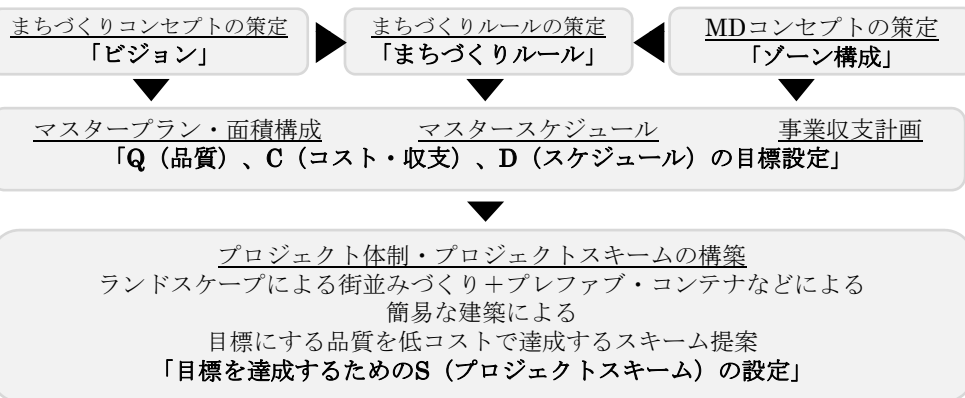 まちづくりコンセプトの策定
「ビジョン」
まちづくりルールの策定
「まちづくりルール」
MDコンセプトの策定
「ゾーン構成」
マスタープラン・面積構成 マスタースケジュール 事業収支計画
「Q（品質）、C（コスト・収支）、D（スケジュール）の目標設定」
プロジェクト体制・プロジェクトスキームの構築
ランドスケープによる街並みづくり＋プレファブ・コンテナなどによる
簡易な建築による
目標にする品質を低コストで達成するスキーム提案
「目標を達成するためのS（プロジェクトスキーム）の設定」